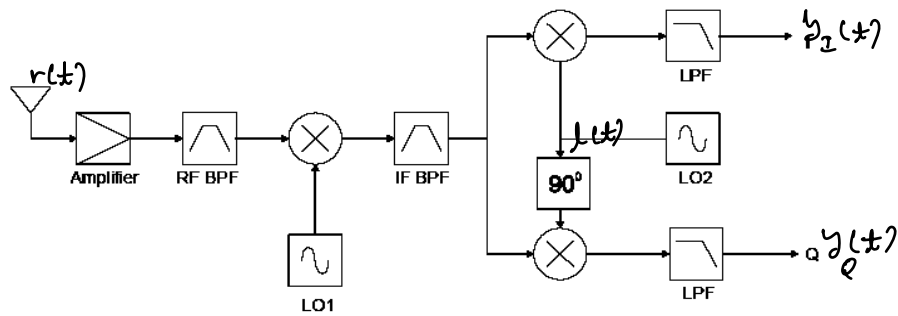 r(t)
Amplifier
RF BPF
LO1
IF BPF
l(t)
90°
LO2
LPF
y_I(t)
LPF
Q y_Q(t)